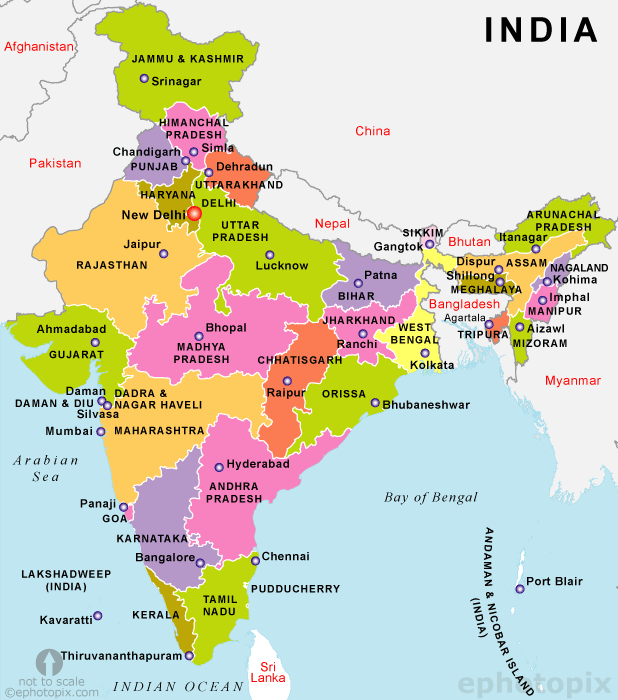 INDIA
Afghanistan
JAMMU & KASHMIR
Srinagar
China
Pakistan
HIMANCHAL
PRADESH
Simla
Chandigarh
PUNJAB
Dehradun
UTTARAKHAND
HARYANA
DELHI
New Delhi
Nepal
SIKKIM
Gangtok
Bhutan
ARUNACHAL
PRADESH
Itanagar
Jaipur
RAJASTHAN
UTTAR
PRADESH
Lucknow
Patna
BIHAR
Dispur
ASSAM
Shillong
MEGHALAYA
NAGALAND
Kohima
Imphal
MANIPUR
Bangladesh
Agartala
TRIPURA
Aizawl
MIZORAM
Ahmadabad
GUJARAT
Bhopal
MADHYA
PRADESH
JHARKHAND
Ranchi
WEST
BENGAL
Kolkata
CHHATISGARH
Raipur
ORISSA
Bhubaneshwar
Myanmar
Daman
DAMAN & DIU
DADRA &
NAGAR HAVELI
Silvasa
Mumbai
MAHARASHTRA
Arabian
Sea
Hyderabad
ANDHRA
PRADESH
Bay of Bengal
Panaji
GOA
KARNATAKA
Bangalore
Chennai
PUDDUCHERRY
LAKSHADWEEP
(INDIA)
Kavaratti
KERALA
TAMIL
NADU
Thiruvananthapuram
Port Blair
ANDAMAN & NICOBAR ISLAND
(INDIA)
Sri
Lanka
INDIAN OCEAN
not to scale
©ephotopix.com
ephotopix